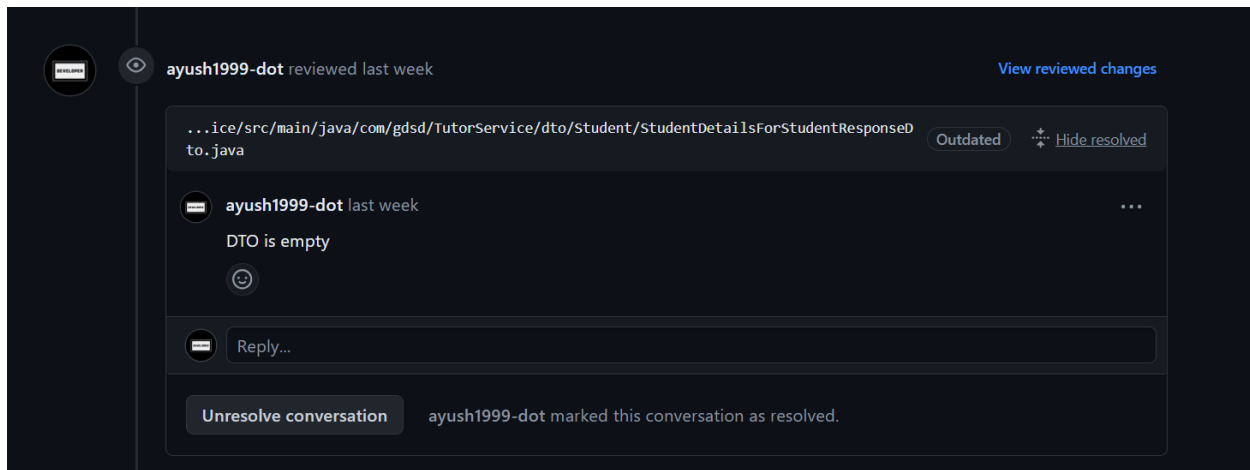 ayush1999-dot reviewed last week
View reviewed changes
...ice/src/main/java/com/gdsd/TutorService/dto/Student/StudentDetailsForStudentResponseD
to.java
Outdated
Hide resolved
ayush1999-dot last week
DTO is empty
Reply...
Unresolve conversation
ayush1999-dot marked this conversation as resolved.